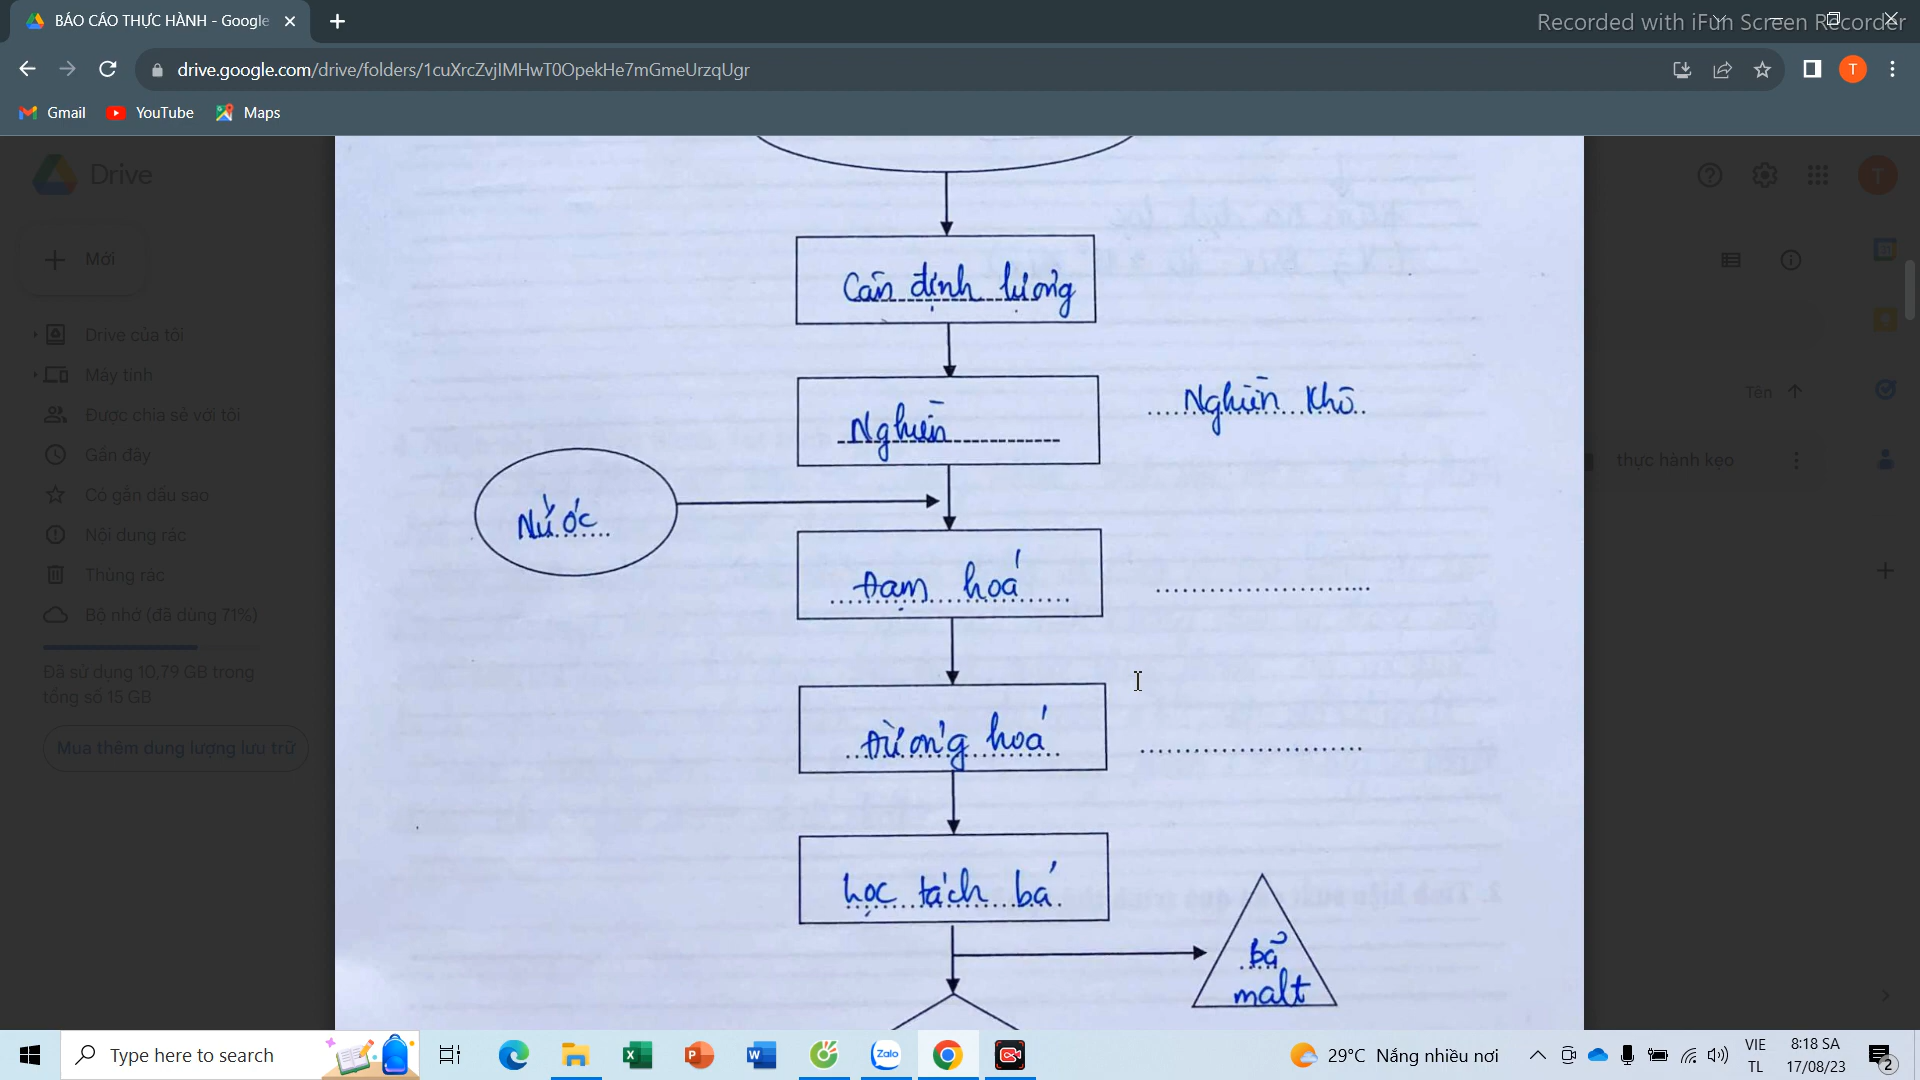 BÁO CÁO THỰC HÀNH - Google
Recorded with iFun Screen Recorder
drive.google.com/drive/folders/1cuXrcZvjIMHwT0OpekHe7mGmeUrzqUgr
T
Gmail
YouTube
Maps
Drive
T
Mới
Drive của tôi
Máy tính
Được chia sẻ với tôi
Gần đây
Có gắn dấu sao
Nội dung rác
Thùng rác
Bộ nhớ (đã dùng 71%)
Đã sử dụng 10,79 GB trong
tổng số 15 GB
Mua thêm dung lượng lưu trữ
Tên
thực hành kẹo
Cân định lượng
Nghiền
Nghiền khô
Nước
Đạm hoá
Đường hoá
lọc tách bã
bã
malt
Type here to search
Zalo
29°C Nắng nhiều nơi
VIE
TL
8:18 SA
17/08/23
2